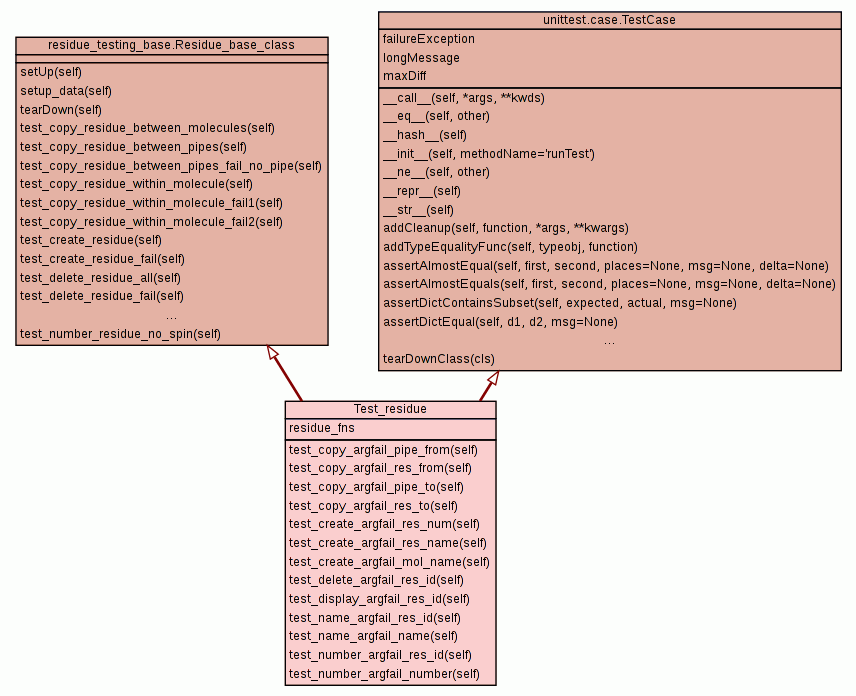 residue_testing_base.Residue_base_class
setUp(self)
setup_data(self)
tearDown(self)
test_copy_residue_between_molecules(self)
test_copy_residue_between_pipes(self)
test_copy_residue_between_pipes_fail_no_pipe(self)
test_copy_residue_within_molecule(self)
test_copy_residue_within_molecule_fail1(self)
test_copy_residue_within_molecule_fail2(self)
test_create_residue(self)
test_create_residue_fail(self)
test_delete_residue_all(self)
test_delete_residue_fail(self)
...
test_number_residue_no_spin(self)
unittest.case.TestCase
failureException
longMessage
maxDiff
__call__(self, *args, **kwds)
__eq__(self, other)
__hash__(self)
__init__(self, methodName='runTest')
__ne__(self, other)
__repr__(self)
__str__(self)
addCleanup(self, function, *args, **kwargs)
addTypeEqualityFunc(self, typeobj, function)
assertAlmostEqual(self, first, second, places=None, msg=None, delta=None)
assertAlmostEquals(self, first, second, places=None, msg=None, delta=None)
assertDictContainsSubset(self, expected, actual, msg=None)
assertDictEqual(self, d1, d2, msg=None)
...
tearDownClass(cls)
Test_residue
residue_fns
test_copy_argfail_pipe_from(self)
test_copy_argfail_res_from(self)
test_copy_argfail_pipe_to(self)
test_copy_argfail_res_to(self)
test_create_argfail_res_num(self)
test_create_argfail_res_name(self)
test_create_argfail_mol_name(self)
test_delete_argfail_res_id(self)
test_display_argfail_res_id(self)
test_name_argfail_res_id(self)
test_name_argfail_name(self)
test_number_argfail_res_id(self)
test_number_argfail_number(self)